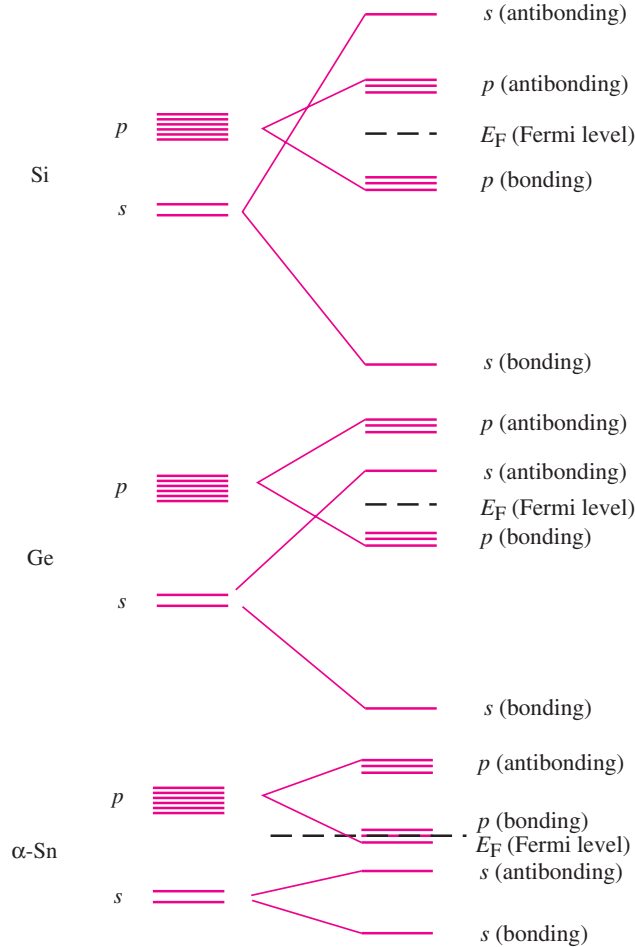 s (antibonding)
p (antibonding)
p
E_F (Fermi level)
Si
p (bonding)
s
s (bonding)
p (antibonding)
s (antibonding)
p
E_F (Fermi level)
p (bonding)
Ge
s
s (bonding)
p (antibonding)
p
p (bonding)
E_F (Fermi level)
α-Sn
s (antibonding)
s
s (bonding)